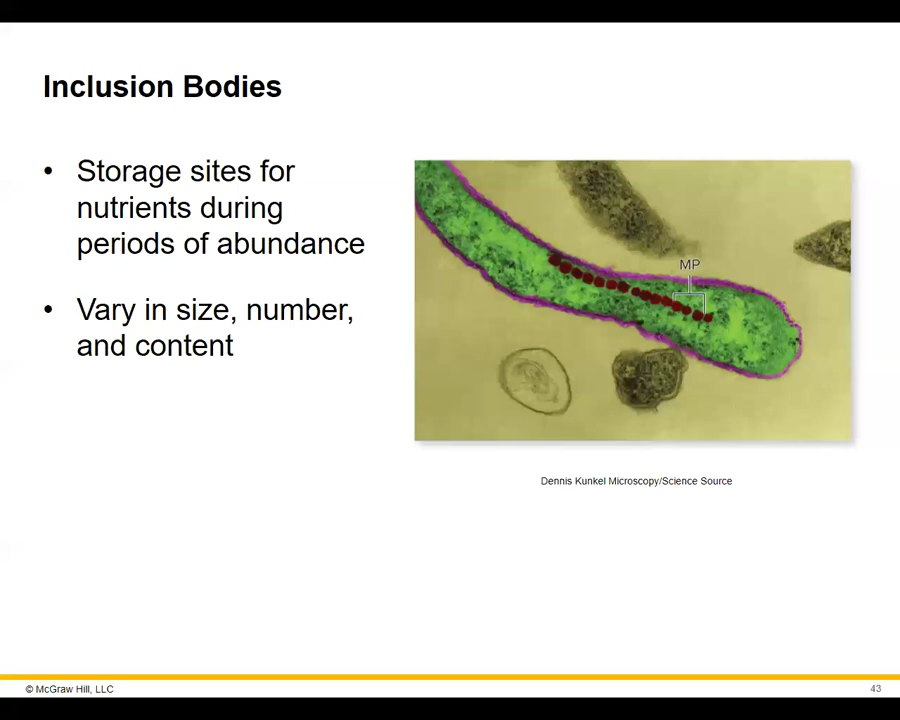 Inclusion Bodies
• Storage sites for
nutrients during
periods of abundance
• Vary in size, number,
and content
MP
Dennis Kunkel Microscopy/Science Source
© McGraw Hill, LLC
43